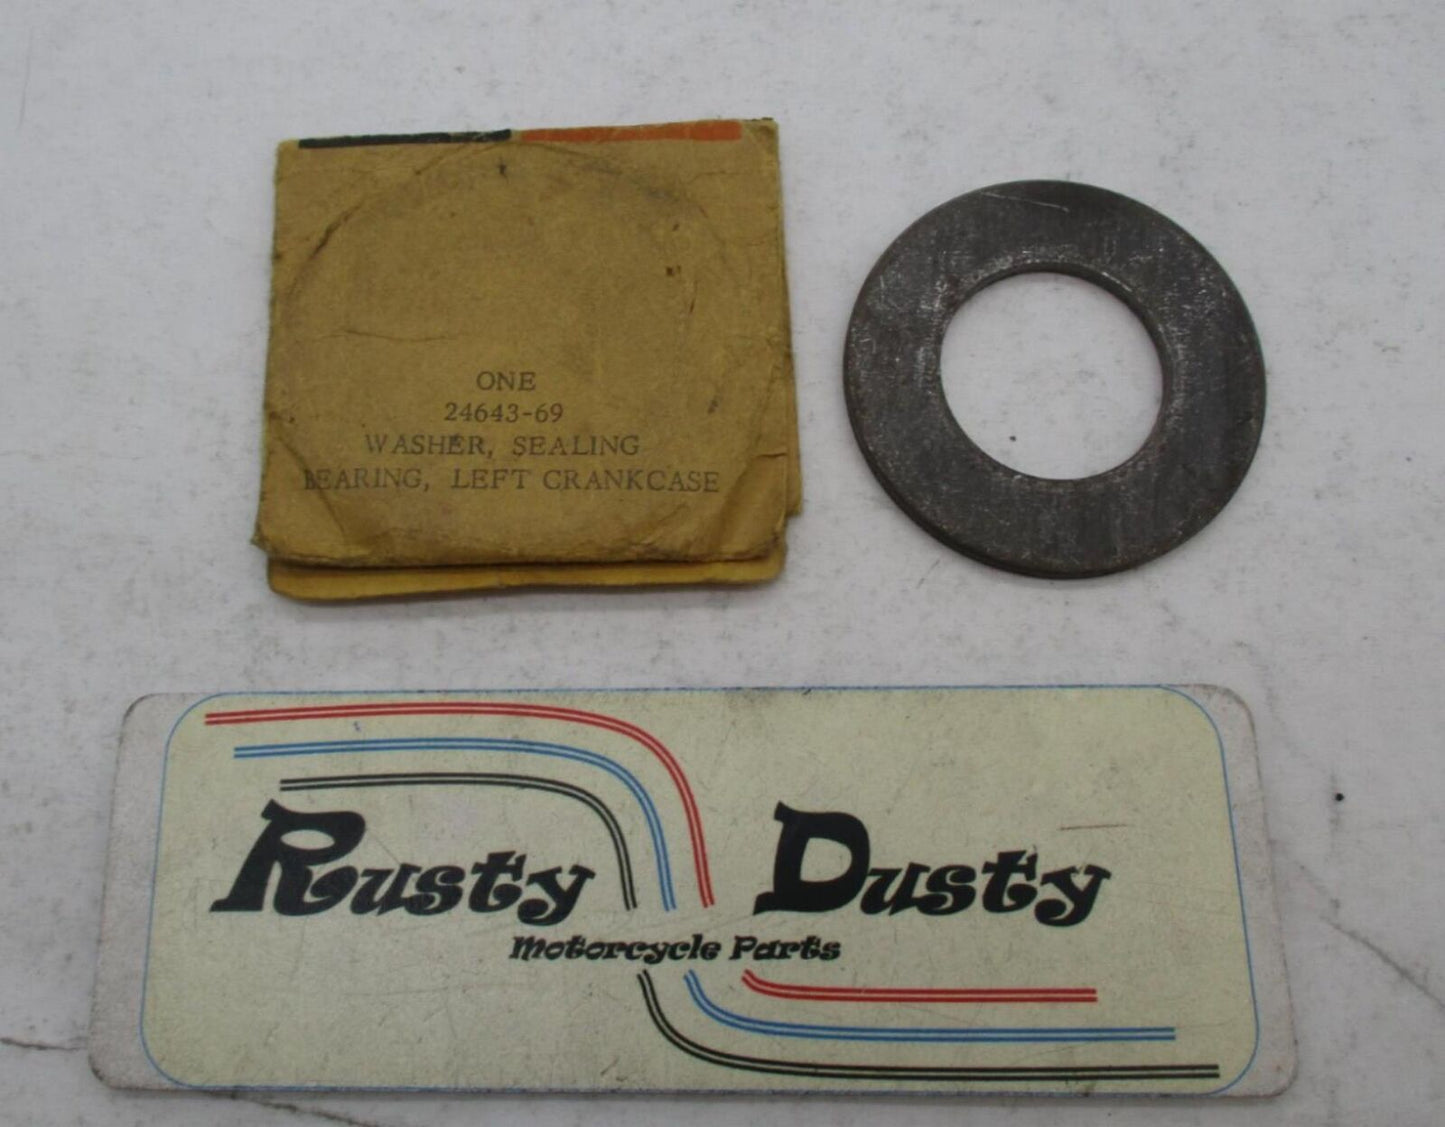 ONE
24643-69
WASHER, SEALING
BEARING, LEFT CRANKCASE
Rusty Dusty
Motorcycle Parts